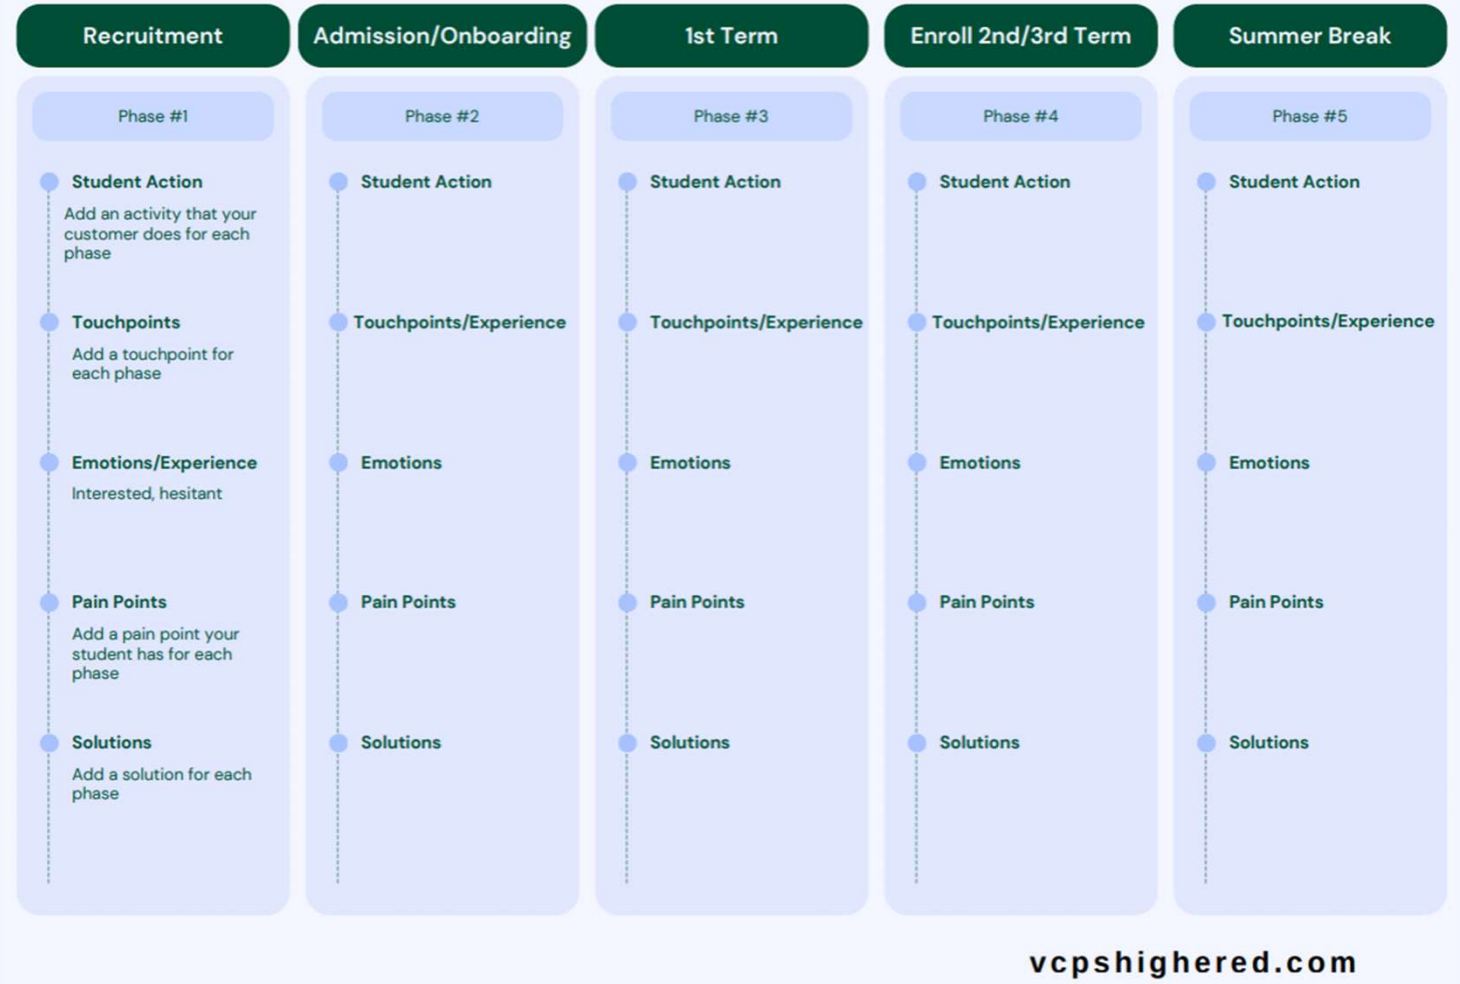 Recruitment
Admission/Onboarding
1st Term
Enroll 2nd/3rd Term
Summer Break
Phase #1
Phase #2
Phase #3
Phase #4
Phase #5
Student Action
Add an activity that your
customer does for each
phase
Touchpoints
Add a touchpoint for
each phase
Emotions/Experience
Interested, hesitant
Pain Points
Add a pain point your
student has for each
phase
Solutions
Add a solution for each
phase
Student Action
Touchpoints/Experience
Emotions
Pain Points
Solutions
Student Action
Touchpoints/Experience
Emotions
Pain Points
Solutions
Student Action
Touchpoints/Experience
Emotions
Pain Points
Solutions
Student Action
Touchpoints/Experience
Emotions
Pain Points
Solutions
vcpshighered.com